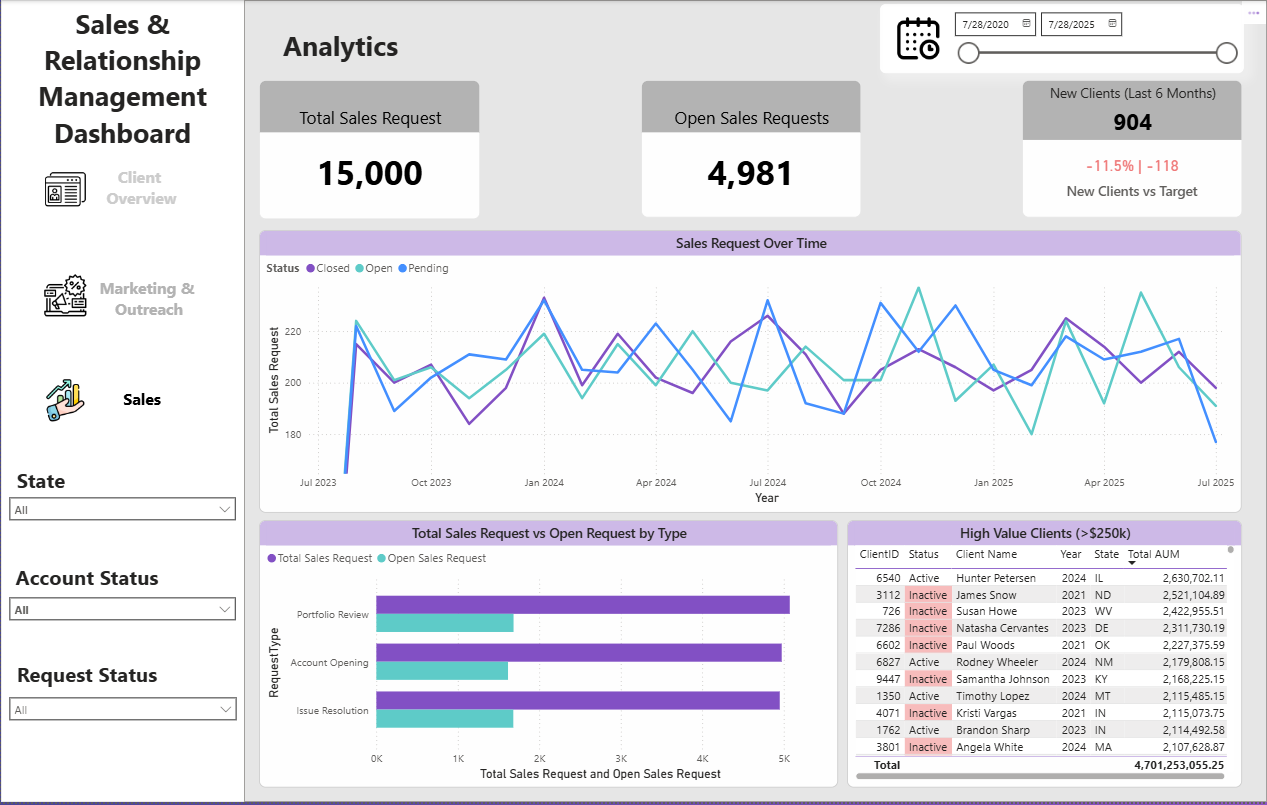 Sales &
Relationship
Management
Dashboard
Client
Overview
Marketing &
Outreach
Sales
State
All
Account Status
All
Request Status
All
Analytics
7/28/2020
7/28/2025
Total Sales Request
15,000
Open Sales Requests
4,981
New Clients (Last 6 Months)
904
-11.5% | -118
New Clients vs Target
Sales Request Over Time
Status Closed Open Pending
Total Sales Request
220
200
180
Jul 2023 Oct 2023 Jan 2024 Apr 2024 Jul 2024 Oct 2024 Jan 2025 Apr 2025 Jul 2025
Year
Total Sales Request vs Open Request by Type
Total Sales Request Open Sales Request
RequestType
Portfolio Review
Account Opening
Issue Resolution
0K 1K 2K 3K 4K 5K
Total Sales Request and Open Sales Request
High Value Clients (>$250k)
ClientID Status Client Name Year State Total AUM
6540 Active Hunter Petersen 2024 IL 2,630,702.11
3112 Inactive James Snow 2021 ND 2,521,104.89
726 Inactive Susan Howe 2023 WV 2,422,955.51
7286 Inactive Natasha Cervantes 2023 DE 2,311,730.19
6602 Inactive Paul Woods 2021 OK 2,227,375.59
6827 Active Rodney Wheeler 2024 NM 2,179,808.15
9447 Inactive Samantha Johnson 2023 KY 2,168,225.15
1350 Active Timothy Lopez 2024 MT 2,115,485.15
4071 Inactive Kristi Vargas 2021 IN 2,115,073.75
1762 Active Brandon Sharp 2023 IN 2,114,492.58
3801 Inactive Angela White 2024 MA 2,107,628.87
Total 4,701,253,055.25